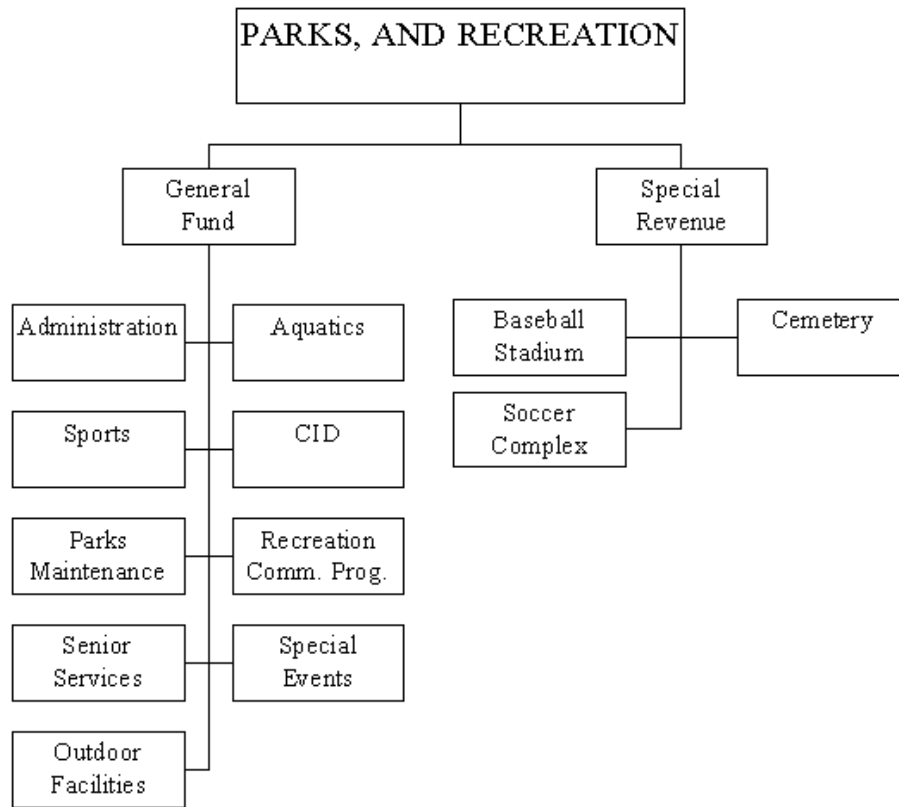 PARKS, AND RECREATION
General
Fund
Special
Revenue
Administration
Aquatics
Baseball
Stadium
Cemetery
Sports
CID
Soccer
Complex
Parks
Maintenance
Recreation
Comm. Prog.
Senior
Services
Special
Events
Outdoor
Facilities